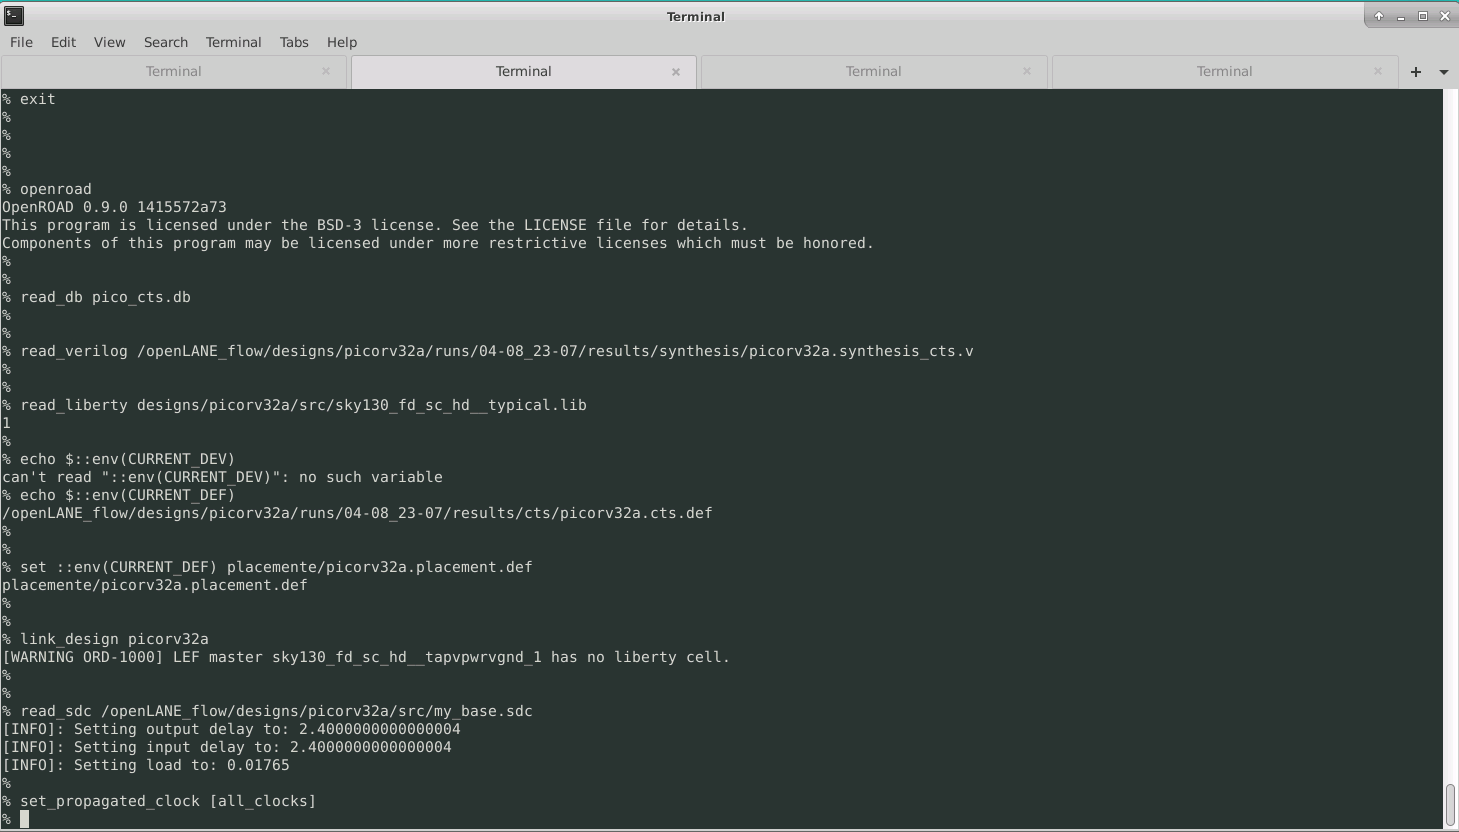 Terminal
File Edit View Search Terminal Tabs Help
Terminal × Terminal × Terminal × Terminal × +
% exit
%
%
%
%
% openroad
OpenROAD 0.9.0 1415572a73
This program is licensed under the BSD-3 license. See the LICENSE file for details.
Components of this program may be licensed under more restrictive licenses which must be honored.
%
%
% read_db pico_cts.db
%
%
% read_verilog /openLANE_flow/designs/picorv32a/runs/04-08_23-07/results/synthesis/picorv32a.synthesis_cts.v
%
%
% read_liberty designs/picorv32a/src/sky130_fd_sc_hd__typical.lib
1
%
% echo $::env(CURRENT_DEV)
can't read "::env(CURRENT_DEV)": no such variable
% echo $::env(CURRENT_DEF)
/openLANE_flow/designs/picorv32a/runs/04-08_23-07/results/cts/picorv32a.cts.def
%
%
% set ::env(CURRENT_DEF) placemente/picorv32a.placement.def
placemente/picorv32a.placement.def
%
%
% link_design picorv32a
[WARNING ORD-1000] LEF master sky130_fd_sc_hd__tapvpwrvgnd_1 has no liberty cell.
%
%
% read_sdc /openLANE_flow/designs/picorv32a/src/my_base.sdc
[INFO]: Setting output delay to: 2.4000000000000004
[INFO]: Setting input delay to: 2.4000000000000004
[INFO]: Setting load to: 0.01765
%
% set_propagated_clock [all_clocks]
%